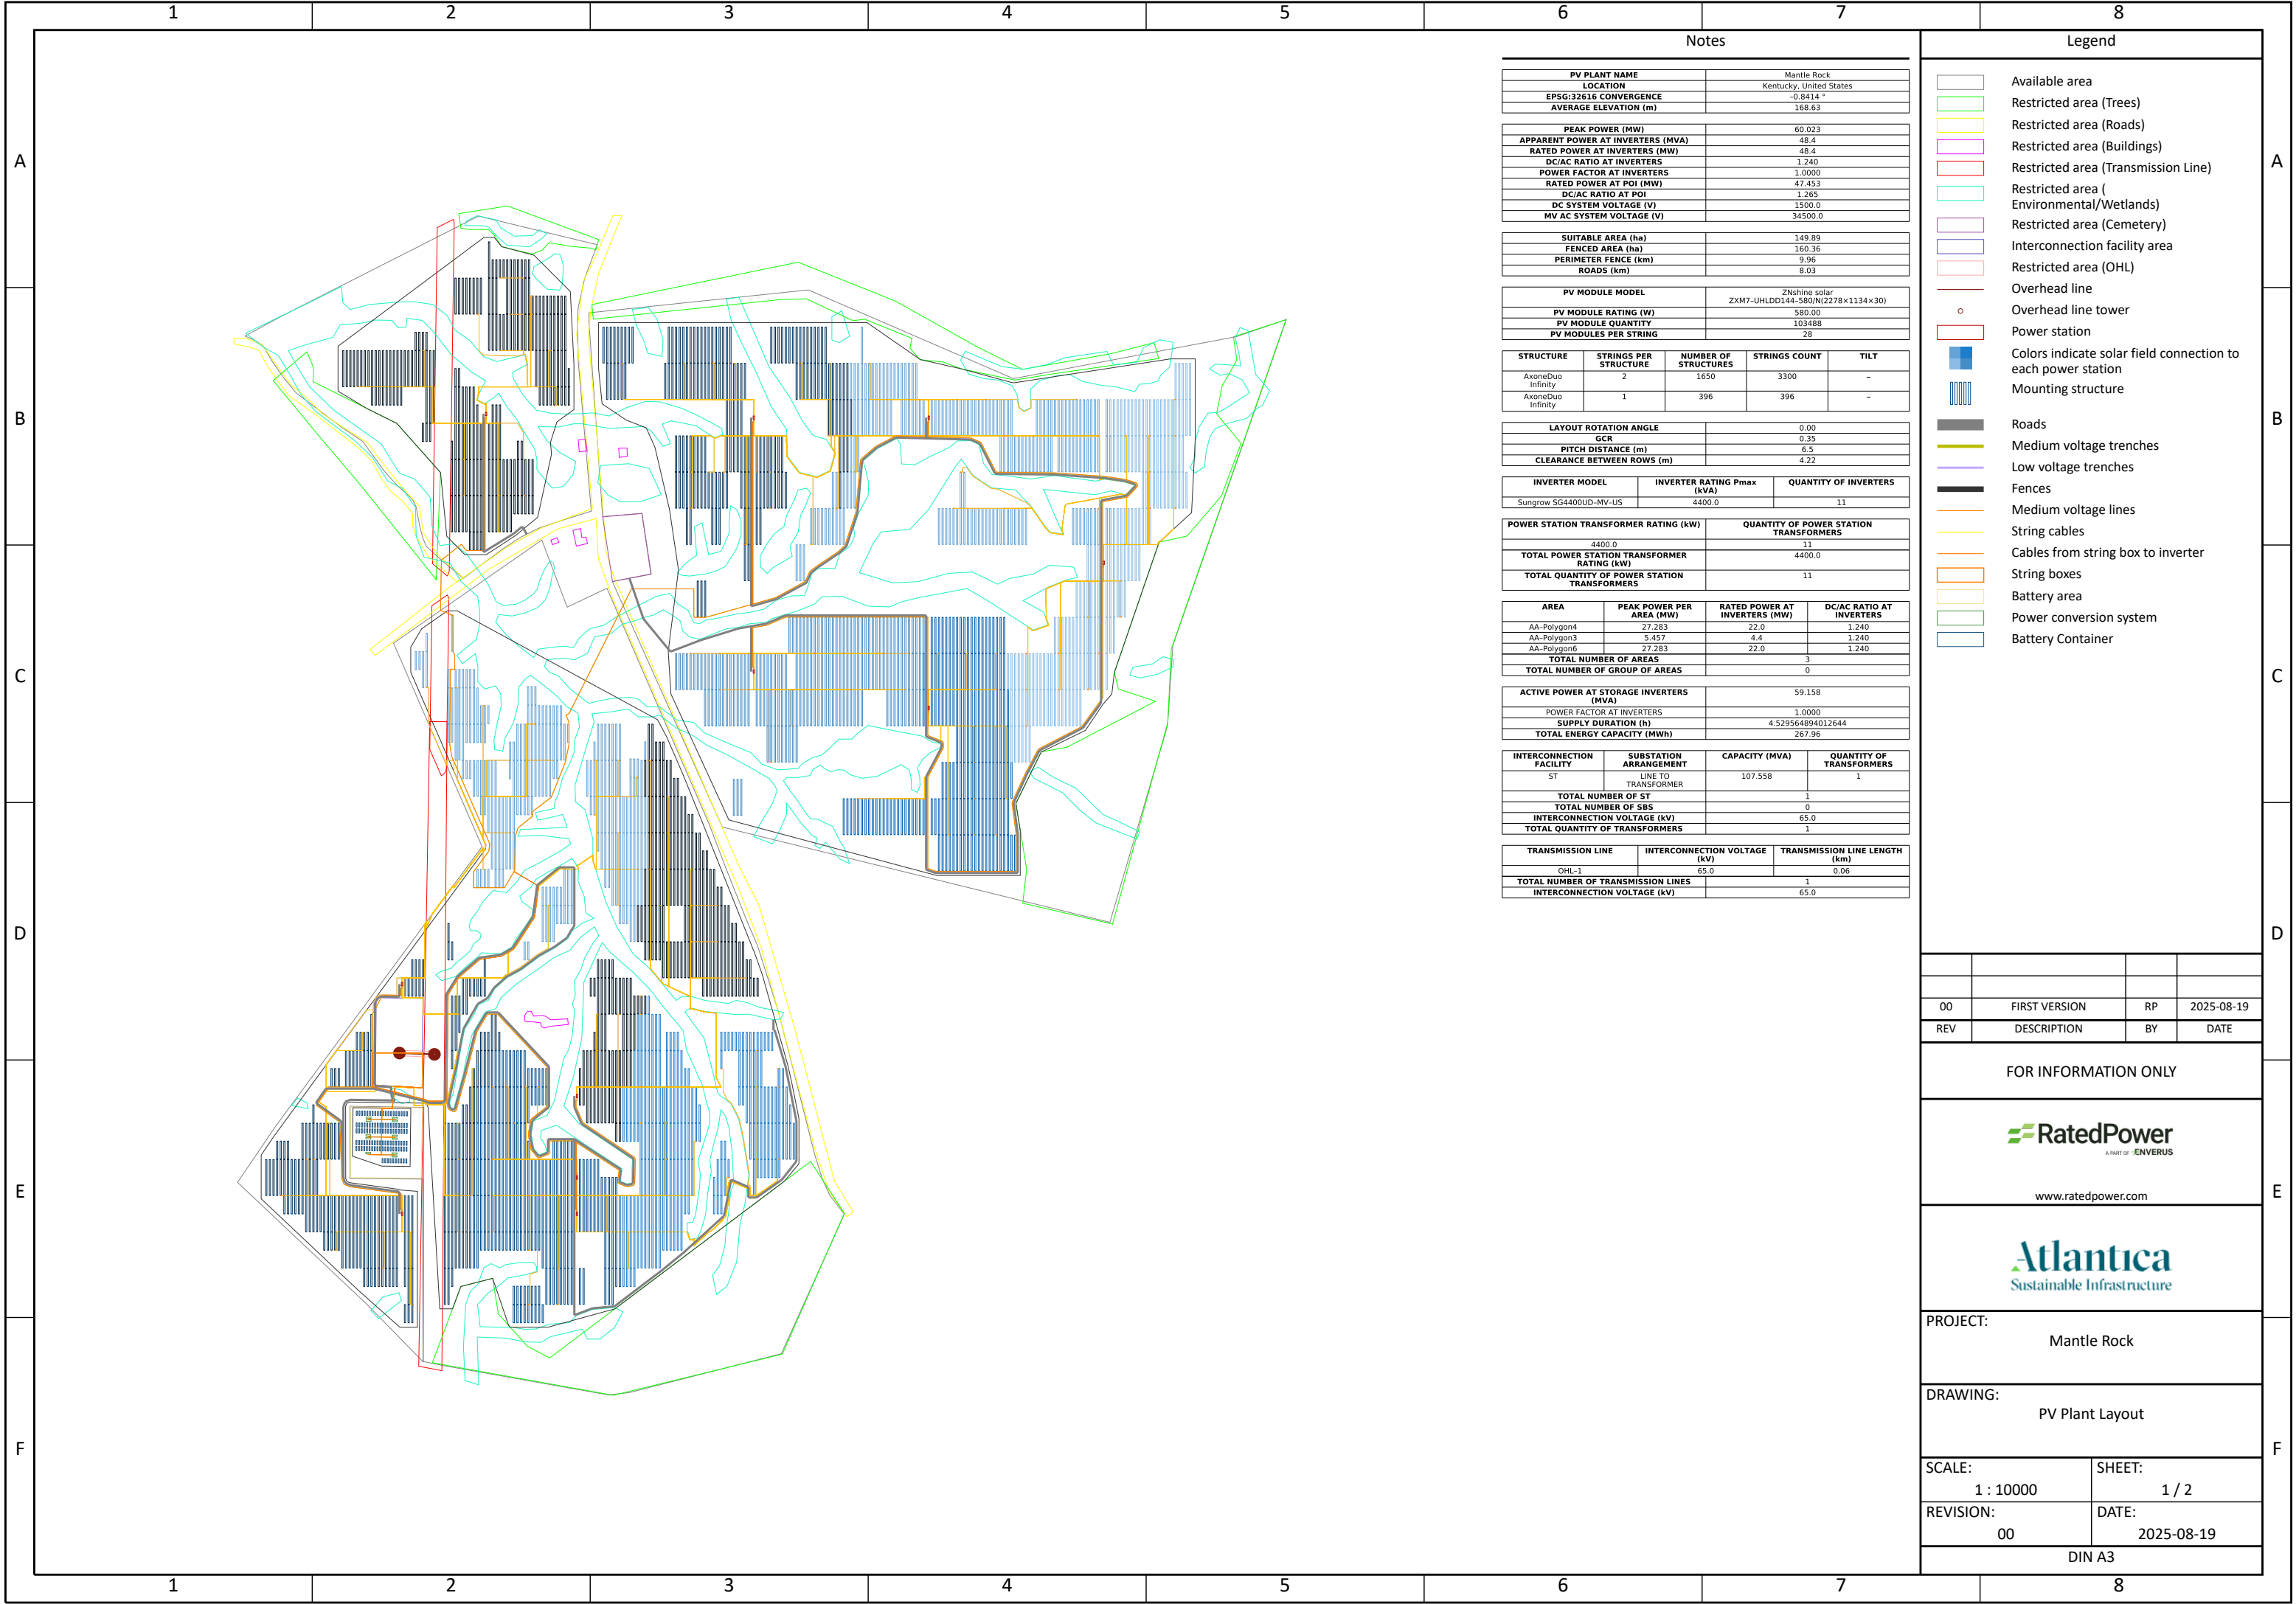 1 2 3 4 5 6 7 8
A A
B B
C C
D D
E E
F F
1 2 3 4 5 6 7 8
Notes
PV PLANT NAME Mantle Rock
LOCATION Kentucky, United States
EPSG:32616 CONVERGENCE -0.8414 °
AVERAGE ELEVATION (m) 168.63
PEAK POWER (MW) 60.023
APPARENT POWER AT INVERTERS (MVA) 48.4
RATED POWER AT INVERTERS (MW) 48.4
DC/AC RATIO AT INVERTERS 1.240
POWER FACTOR AT INVERTERS 1.0000
RATED POWER AT POI (MW) 47.453
DC/AC RATIO AT POI 1.265
DC SYSTEM VOLTAGE (V) 1500.0
MV AC SYSTEM VOLTAGE (V) 34500.0
SUITABLE AREA (ha) 149.89
FENCED AREA (ha) 160.36
PERIMETER FENCE (km) 9.96
ROADS (km) 8.03
PV MODULE MODEL ZNshine solar
ZXM7-UHLDD144-580/N(2278×1134×30)
PV MODULE RATING (W) 580.00
PV MODULE QUANTITY 103488
PV MODULES PER STRING 28
STRUCTURE STRINGS PER STRUCTURE NUMBER OF STRUCTURES STRINGS COUNT TILT
AxoneDuo Infinity 2 1650 3300 –
AxoneDuo Infinity 1 396 396 –
LAYOUT ROTATION ANGLE 0.00
GCR 0.35
PITCH DISTANCE (m) 6.5
CLEARANCE BETWEEN ROWS (m) 4.22
INVERTER MODEL INVERTER RATING Pmax (kVA) QUANTITY OF INVERTERS
Sungrow SG4400UD-MV-US 4400.0 11
POWER STATION TRANSFORMER RATING (kW) QUANTITY OF POWER STATION TRANSFORMERS
4400.0 11
TOTAL POWER STATION TRANSFORMER RATING (kW) 4400.0
TOTAL QUANTITY OF POWER STATION TRANSFORMERS 11
AREA PEAK POWER PER AREA (MW) RATED POWER AT INVERTERS (MW) DC/AC RATIO AT INVERTERS
AA-Polygon4 27.283 22.0 1.240
AA-Polygon3 5.457 4.4 1.240
AA-Polygon6 27.283 22.0 1.240
TOTAL NUMBER OF AREAS 3
TOTAL NUMBER OF GROUP OF AREAS 0
ACTIVE POWER AT STORAGE INVERTERS (MVA) 59.158
POWER FACTOR AT INVERTERS 1.0000
SUPPLY DURATION (h) 4.529564894012644
TOTAL ENERGY CAPACITY (MWh) 267.96
INTERCONNECTION FACILITY SUBSTATION ARRANGEMENT CAPACITY (MVA) QUANTITY OF TRANSFORMERS
ST LINE TO TRANSFORMER 107.558 1
TOTAL NUMBER OF ST 1
TOTAL NUMBER OF SBS 0
INTERCONNECTION VOLTAGE (kV) 65.0
TOTAL QUANTITY OF TRANSFORMERS 1
TRANSMISSION LINE INTERCONNECTION VOLTAGE (kV) TRANSMISSION LINE LENGTH (km)
OHL-1 65.0 0.06
TOTAL NUMBER OF TRANSMISSION LINES 1
INTERCONNECTION VOLTAGE (kV) 65.0
Legend
Available area
Restricted area (Trees)
Restricted area (Roads)
Restricted area (Buildings)
Restricted area (Transmission Line)
Restricted area (
Environmental/Wetlands)
Restricted area (Cemetery)
Interconnection facility area
Restricted area (OHL)
Overhead line
Overhead line tower
Power station
Colors indicate solar field connection to
each power station
Mounting structure
Roads
Medium voltage trenches
Low voltage trenches
Fences
Medium voltage lines
String cables
Cables from string box to inverter
String boxes
Battery area
Power conversion system
Battery Container
00 FIRST VERSION RP 2025-08-19
REV DESCRIPTION BY DATE
FOR INFORMATION ONLY
RatedPower
A PART OF ENVERUS
www.ratedpower.com
Atlantica
Sustainable Infrastructure
PROJECT:
Mantle Rock
DRAWING:
PV Plant Layout
SCALE: SHEET:
1 : 10000 1 / 2
REVISION: DATE:
00 2025-08-19
DIN A3